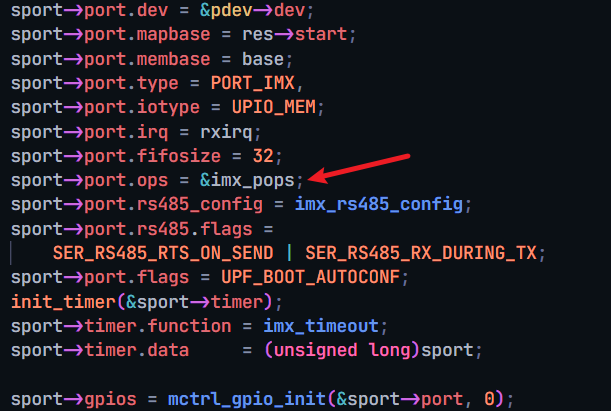 sport->port.dev = &pdev->dev;
sport->port.mapbase = res->start;
sport->port.membase = base;
sport->port.type = PORT_IMX,
sport->port.iotype = UPIO_MEM;
sport->port.irq = rxirq;
sport->port.fifosize = 32;
sport->port.ops = &imx_pops;
sport->port.rs485_config = imx_rs485_config;
sport->port.rs485.flags =
SER_RS485_RTS_ON_SEND | SER_RS485_RX_DURING_TX;
sport->port.flags = UPF_BOOT_AUTOCONF;
init_timer(&sport->timer);
sport->timer.function = imx_timeout;
sport->timer.data     = (unsigned long)sport;
sport->gpios = mctrl_gpio_init(&sport->port, 0);